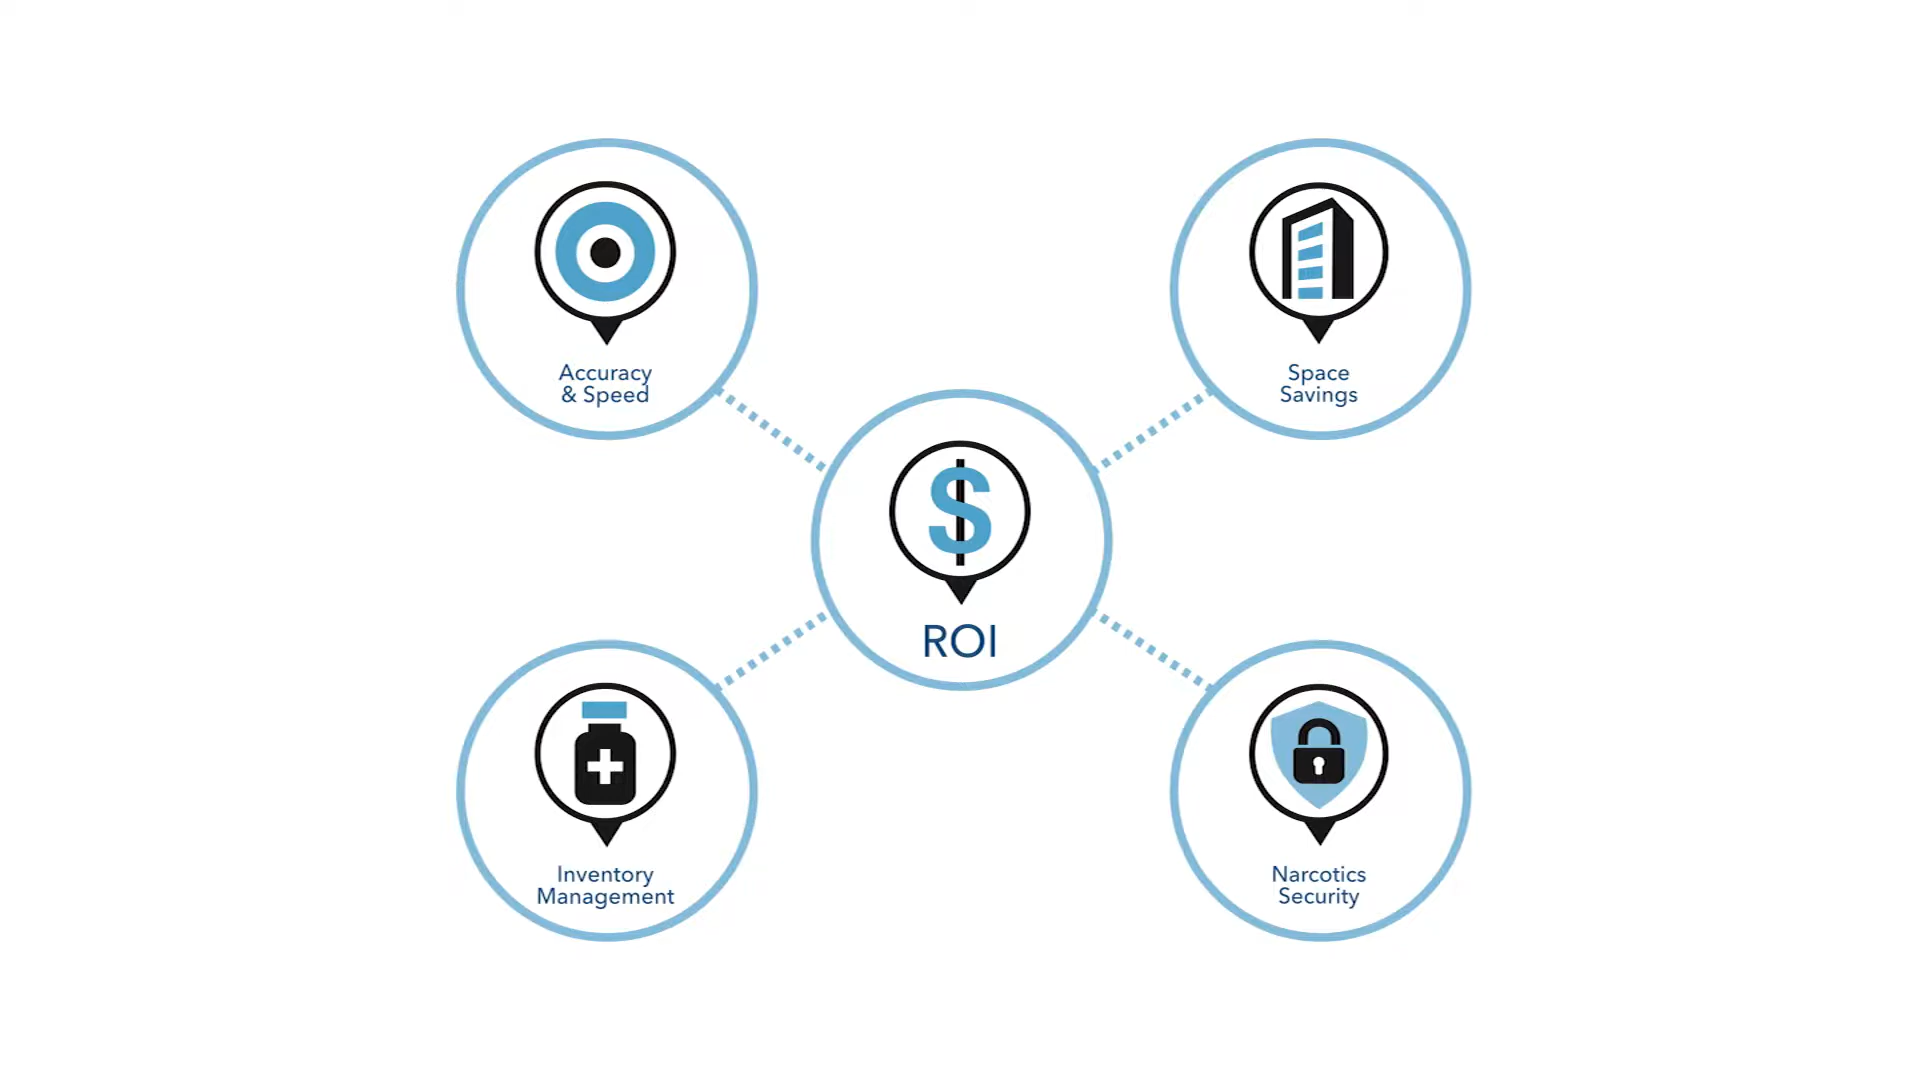 Accuracy
& Speed
Space
Savings
$
ROI
Inventory
Management
Narcotics
Security